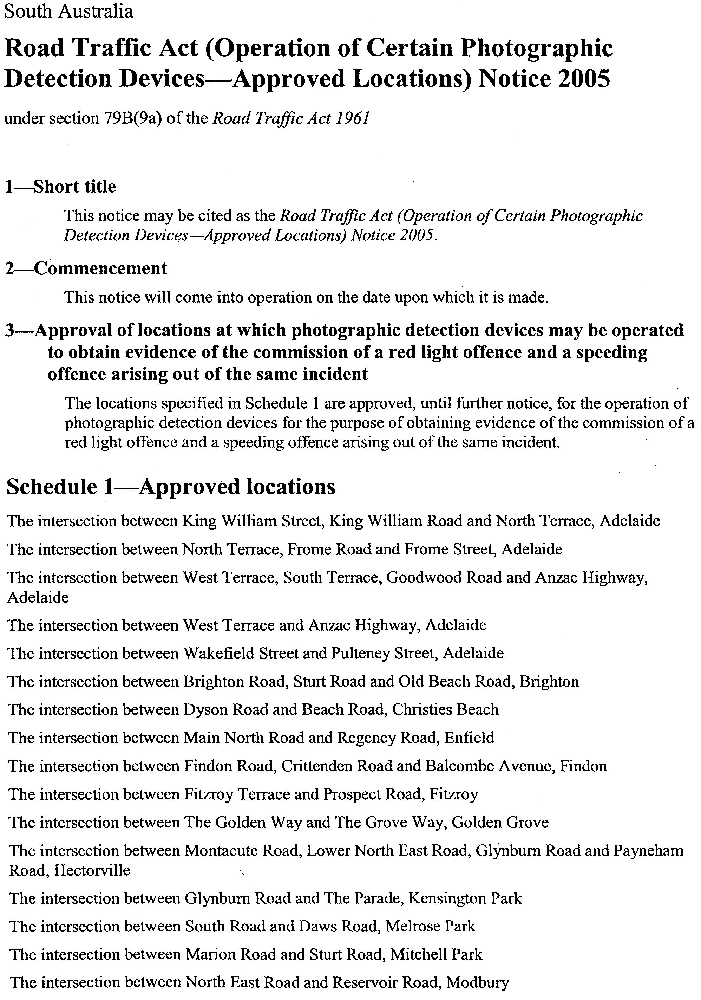 South Australia
Road Traffic Act (Operation of Certain Photographic
Detection Devices—Approved Locations) Notice 2005
under section 79B(9a) of the Road Traffic Act 1961
1—Short title
This notice may be cited as the Road Traffic Act (Operation of Certain Photographic
Detection Devices—Approved Locations) Notice 2005.
2—Commencement
This notice will come into operation on the date upon which it is made.
3—Approval of locations at which photographic detection devices may be operated
to obtain evidence of the commission of a red light offence and a speeding
offence arising out of the same incident
The locations specified in Schedule 1 are approved, until further notice, for the operation of
photographic detection devices for the purpose of obtaining evidence of the commission of a
red light offence and a speeding offence arising out of the same incident.
Schedule 1—Approved locations
The intersection between King William Street, King William Road and North Terrace, Adelaide
The intersection between North Terrace, Frome Road and Frome Street, Adelaide
The intersection between West Terrace, South Terrace, Goodwood Road and Anzac Highway,
Adelaide
The intersection between West Terrace and Anzac Highway, Adelaide
The intersection between Wakefield Street and Pulteney Street, Adelaide
The intersection between Brighton Road, Sturt Road and Old Beach Road, Brighton
The intersection between Dyson Road and Beach Road, Christies Beach
The intersection between Main North Road and Regency Road, Enfield
The intersection between Findon Road, Crittenden Road and Balcombe Avenue, Findon
The intersection between Fitzroy Terrace and Prospect Road, Fitzroy
The intersection between The Golden Way and The Grove Way, Golden Grove
The intersection between Montacute Road, Lower North East Road, Glynburn Road and Payneham
Road, Hectorville
The intersection between Glynburn Road and The Parade, Kensington Park
The intersection between South Road and Daws Road, Melrose Park
The intersection between Marion Road and Sturt Road, Mitchell Park
The intersection between North East Road and Reservoir Road, Modbury